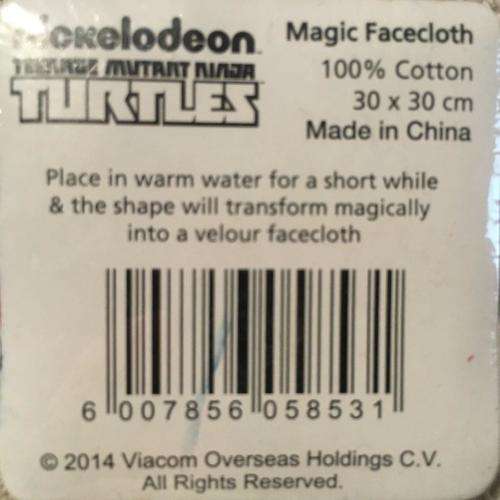 nickelodeon
TEENAGE MUTANT NINJA
TURTLES
Magic Facecloth
100% Cotton
30 x 30 cm
Made in China
Place in warm water for a short while
& the shape will transform magically
into a velour facecloth
6 007856 058531
© 2014 Viacom Overseas Holdings C.V.
All Rights Reserved.